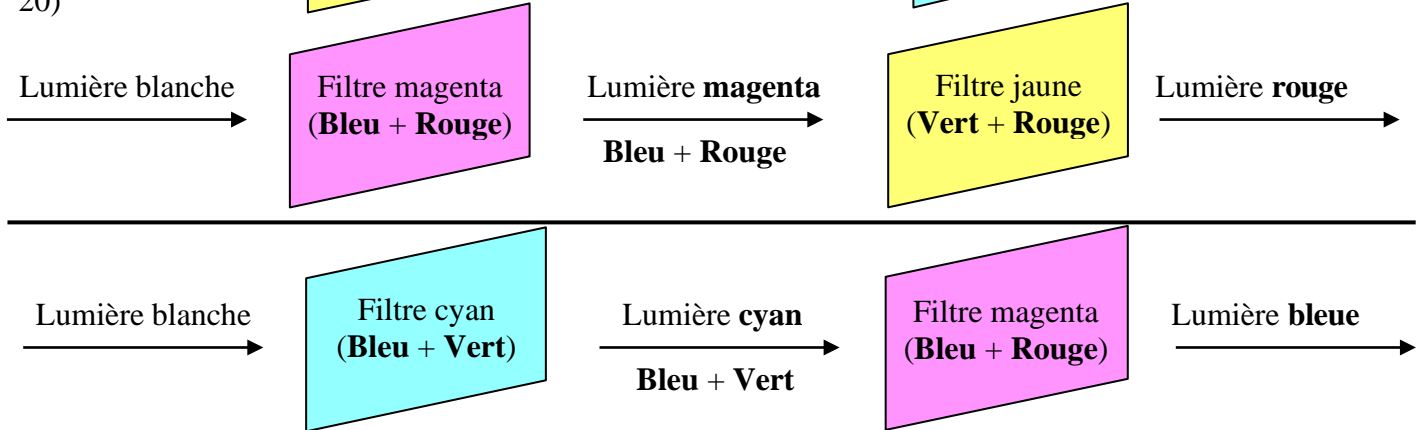 20)
Lumière blanche
Filtre magenta
(Bleu + Rouge)
Lumière magenta
Bleu + Rouge
Filtre jaune
(Vert + Rouge)
Lumière rouge
Lumière blanche
Filtre cyan
(Bleu + Vert)
Lumière cyan
Bleu + Vert
Filtre magenta
(Bleu + Rouge)
Lumière bleue